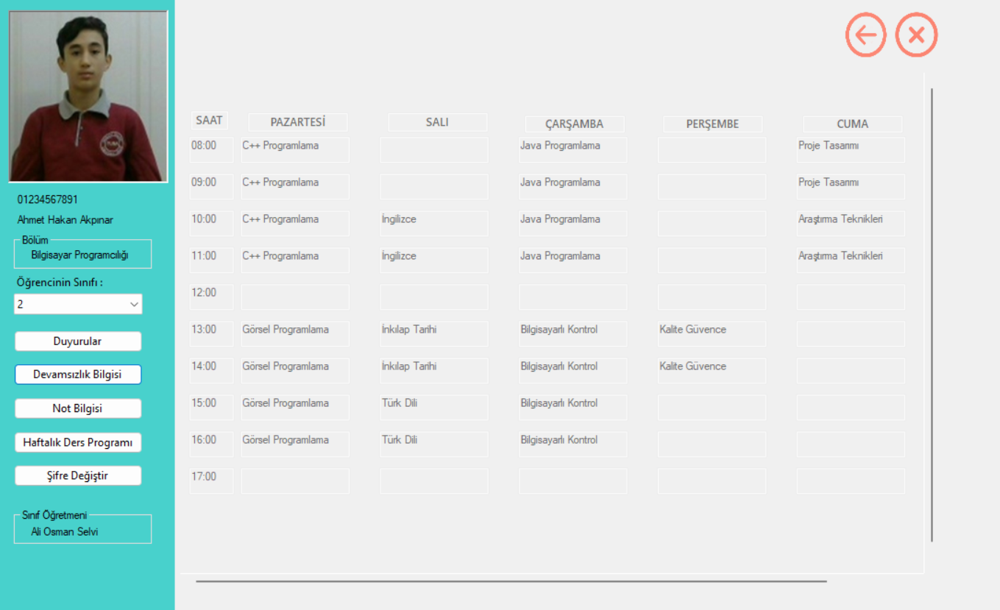 01234567891
Ahmet Hakan Akpınar
Bölüm
Bilgisayar Programcılığı
Öğrencinin Sınıfı :
2
Duyurular
Devamsızlık Bilgisi
Not Bilgisi
Haftalık Ders Programı
Şifre Değiştir
Sınıf Öğretmeni
Ali Osman Selvi
SAAT PAZARTESİ SALI ÇARŞAMBA PERŞEMBE CUMA
08:00 C++ Programlama Java Programlama Proje Tasarımı
09:00 C++ Programlama Java Programlama Proje Tasarımı
10:00 C++ Programlama İngilizce Java Programlama Araştırma Teknikleri
11:00 C++ Programlama İngilizce Java Programlama Araştırma Teknikleri
12:00
13:00 Görsel Programlama İnkılap Tarihi Bilgisayarlı Kontrol Kalite Güvence
14:00 Görsel Programlama İnkılap Tarihi Bilgisayarlı Kontrol Kalite Güvence
15:00 Görsel Programlama Türk Dili Bilgisayarlı Kontrol
16:00 Görsel Programlama Türk Dili Bilgisayarlı Kontrol
17:00